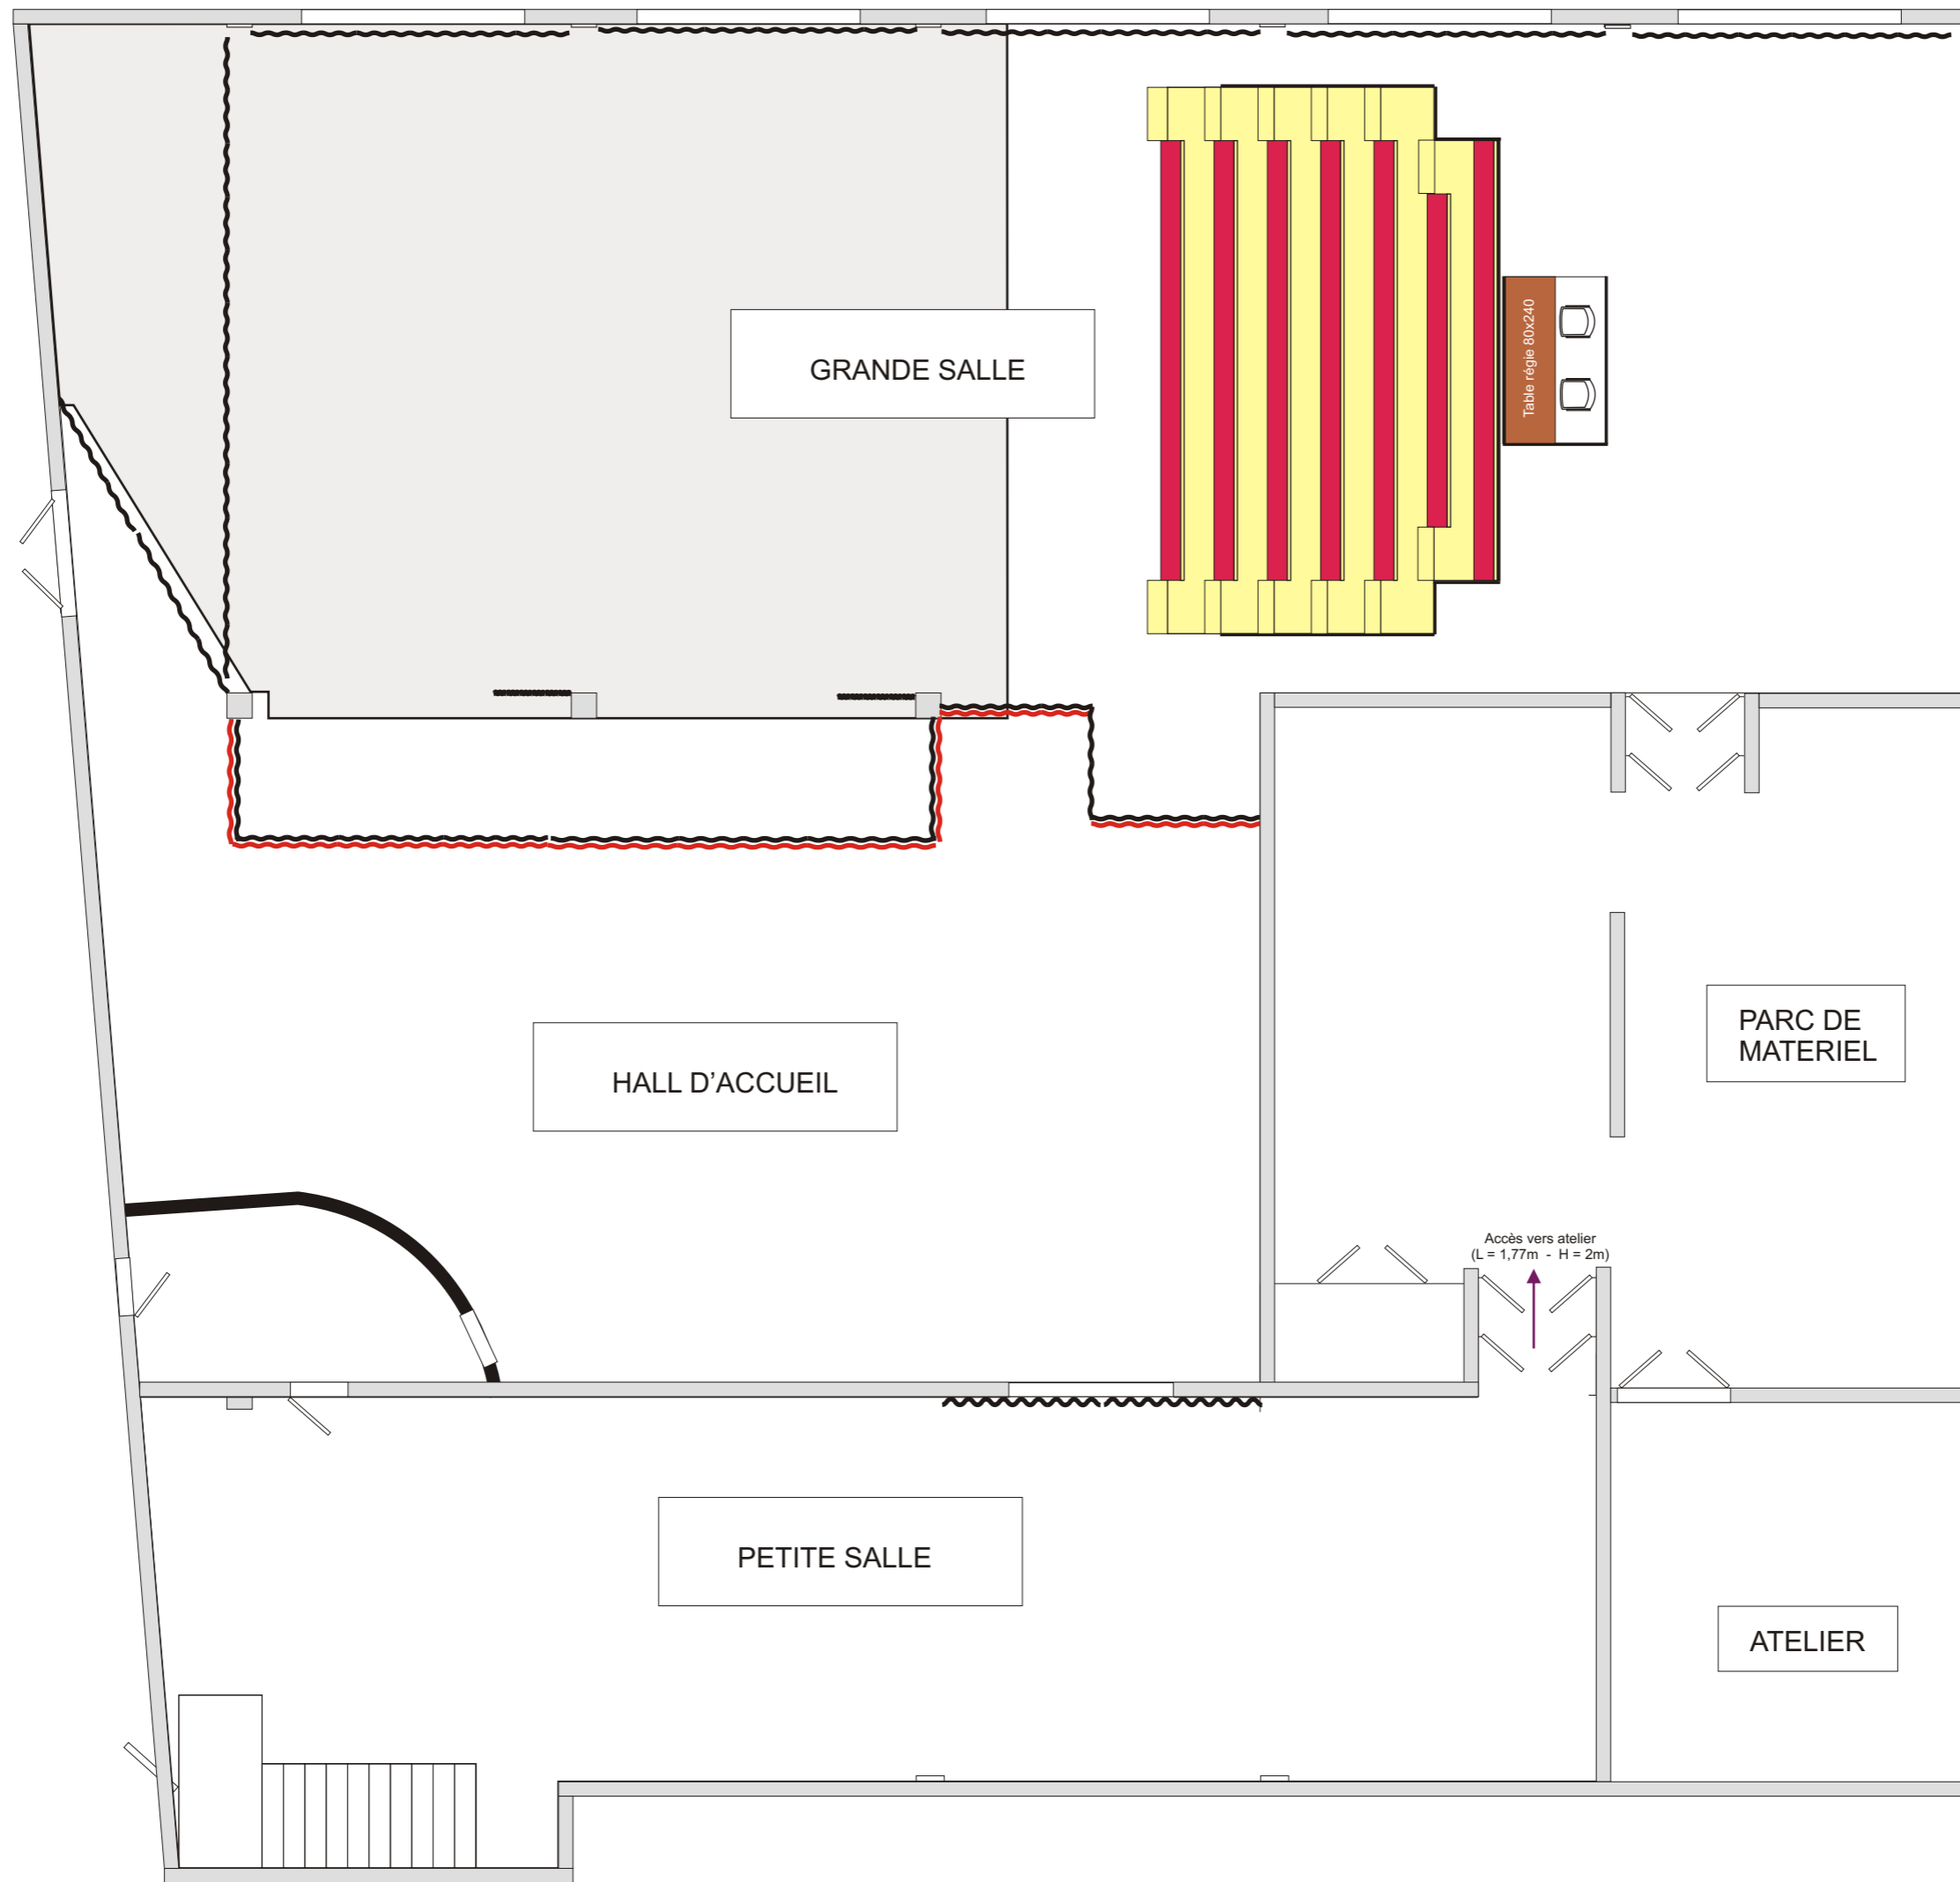 GRANDE SALLE
Table régie 80x240
HALL D’ACCUEIL
PARC DE
MATERIEL
Accès vers atelier
(L = 1,77m - H = 2m)
PETITE SALLE
ATELIER